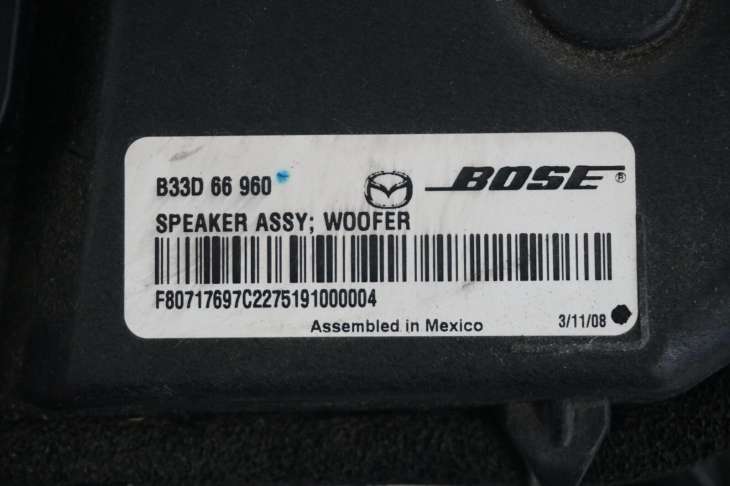 B33D 66 960
BOSE®
SPEAKER ASSY; WOOFER
F80717697C2275191000004
Assembled in Mexico
3/11/08